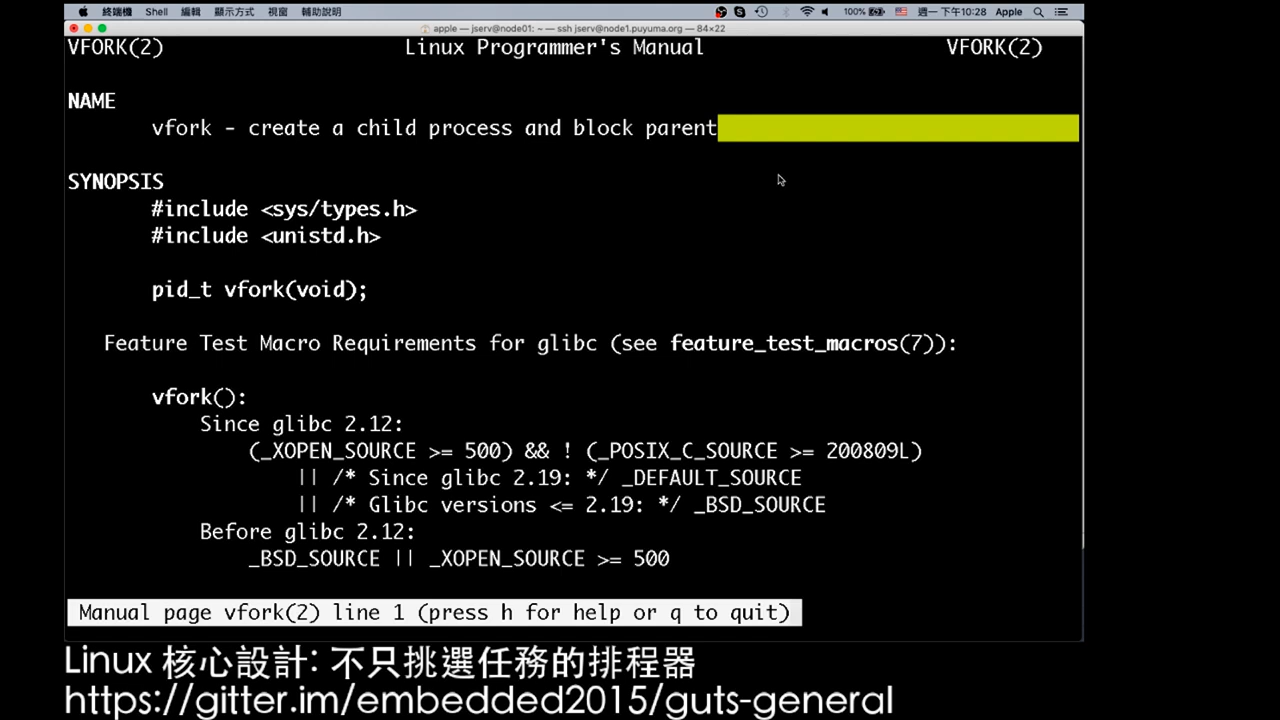 終端機 Shell 編輯 顯示方式 視窗 輔助說明 100% 週一 下午10:28 Apple
apple — jserv@node01: ~ — ssh jserv@node1.puyuma.org — 84×22
VFORK(2) Linux Programmer's Manual VFORK(2)
NAME
vfork - create a child process and block parent
SYNOPSIS
#include <sys/types.h>
#include <unistd.h>
pid_t vfork(void);
Feature Test Macro Requirements for glibc (see feature_test_macros(7)):
vfork():
Since glibc 2.12:
(_XOPEN_SOURCE >= 500) && ! (_POSIX_C_SOURCE >= 200809L)
|| /* Since glibc 2.19: */ _DEFAULT_SOURCE
|| /* Glibc versions <= 2.19: */ _BSD_SOURCE
Before glibc 2.12:
_BSD_SOURCE || _XOPEN_SOURCE >= 500
Manual page vfork(2) line 1 (press h for help or q to quit)
Linux 核心設計: 不只挑選任務的排程器
https://gitter.im/embedded2015/guts-general